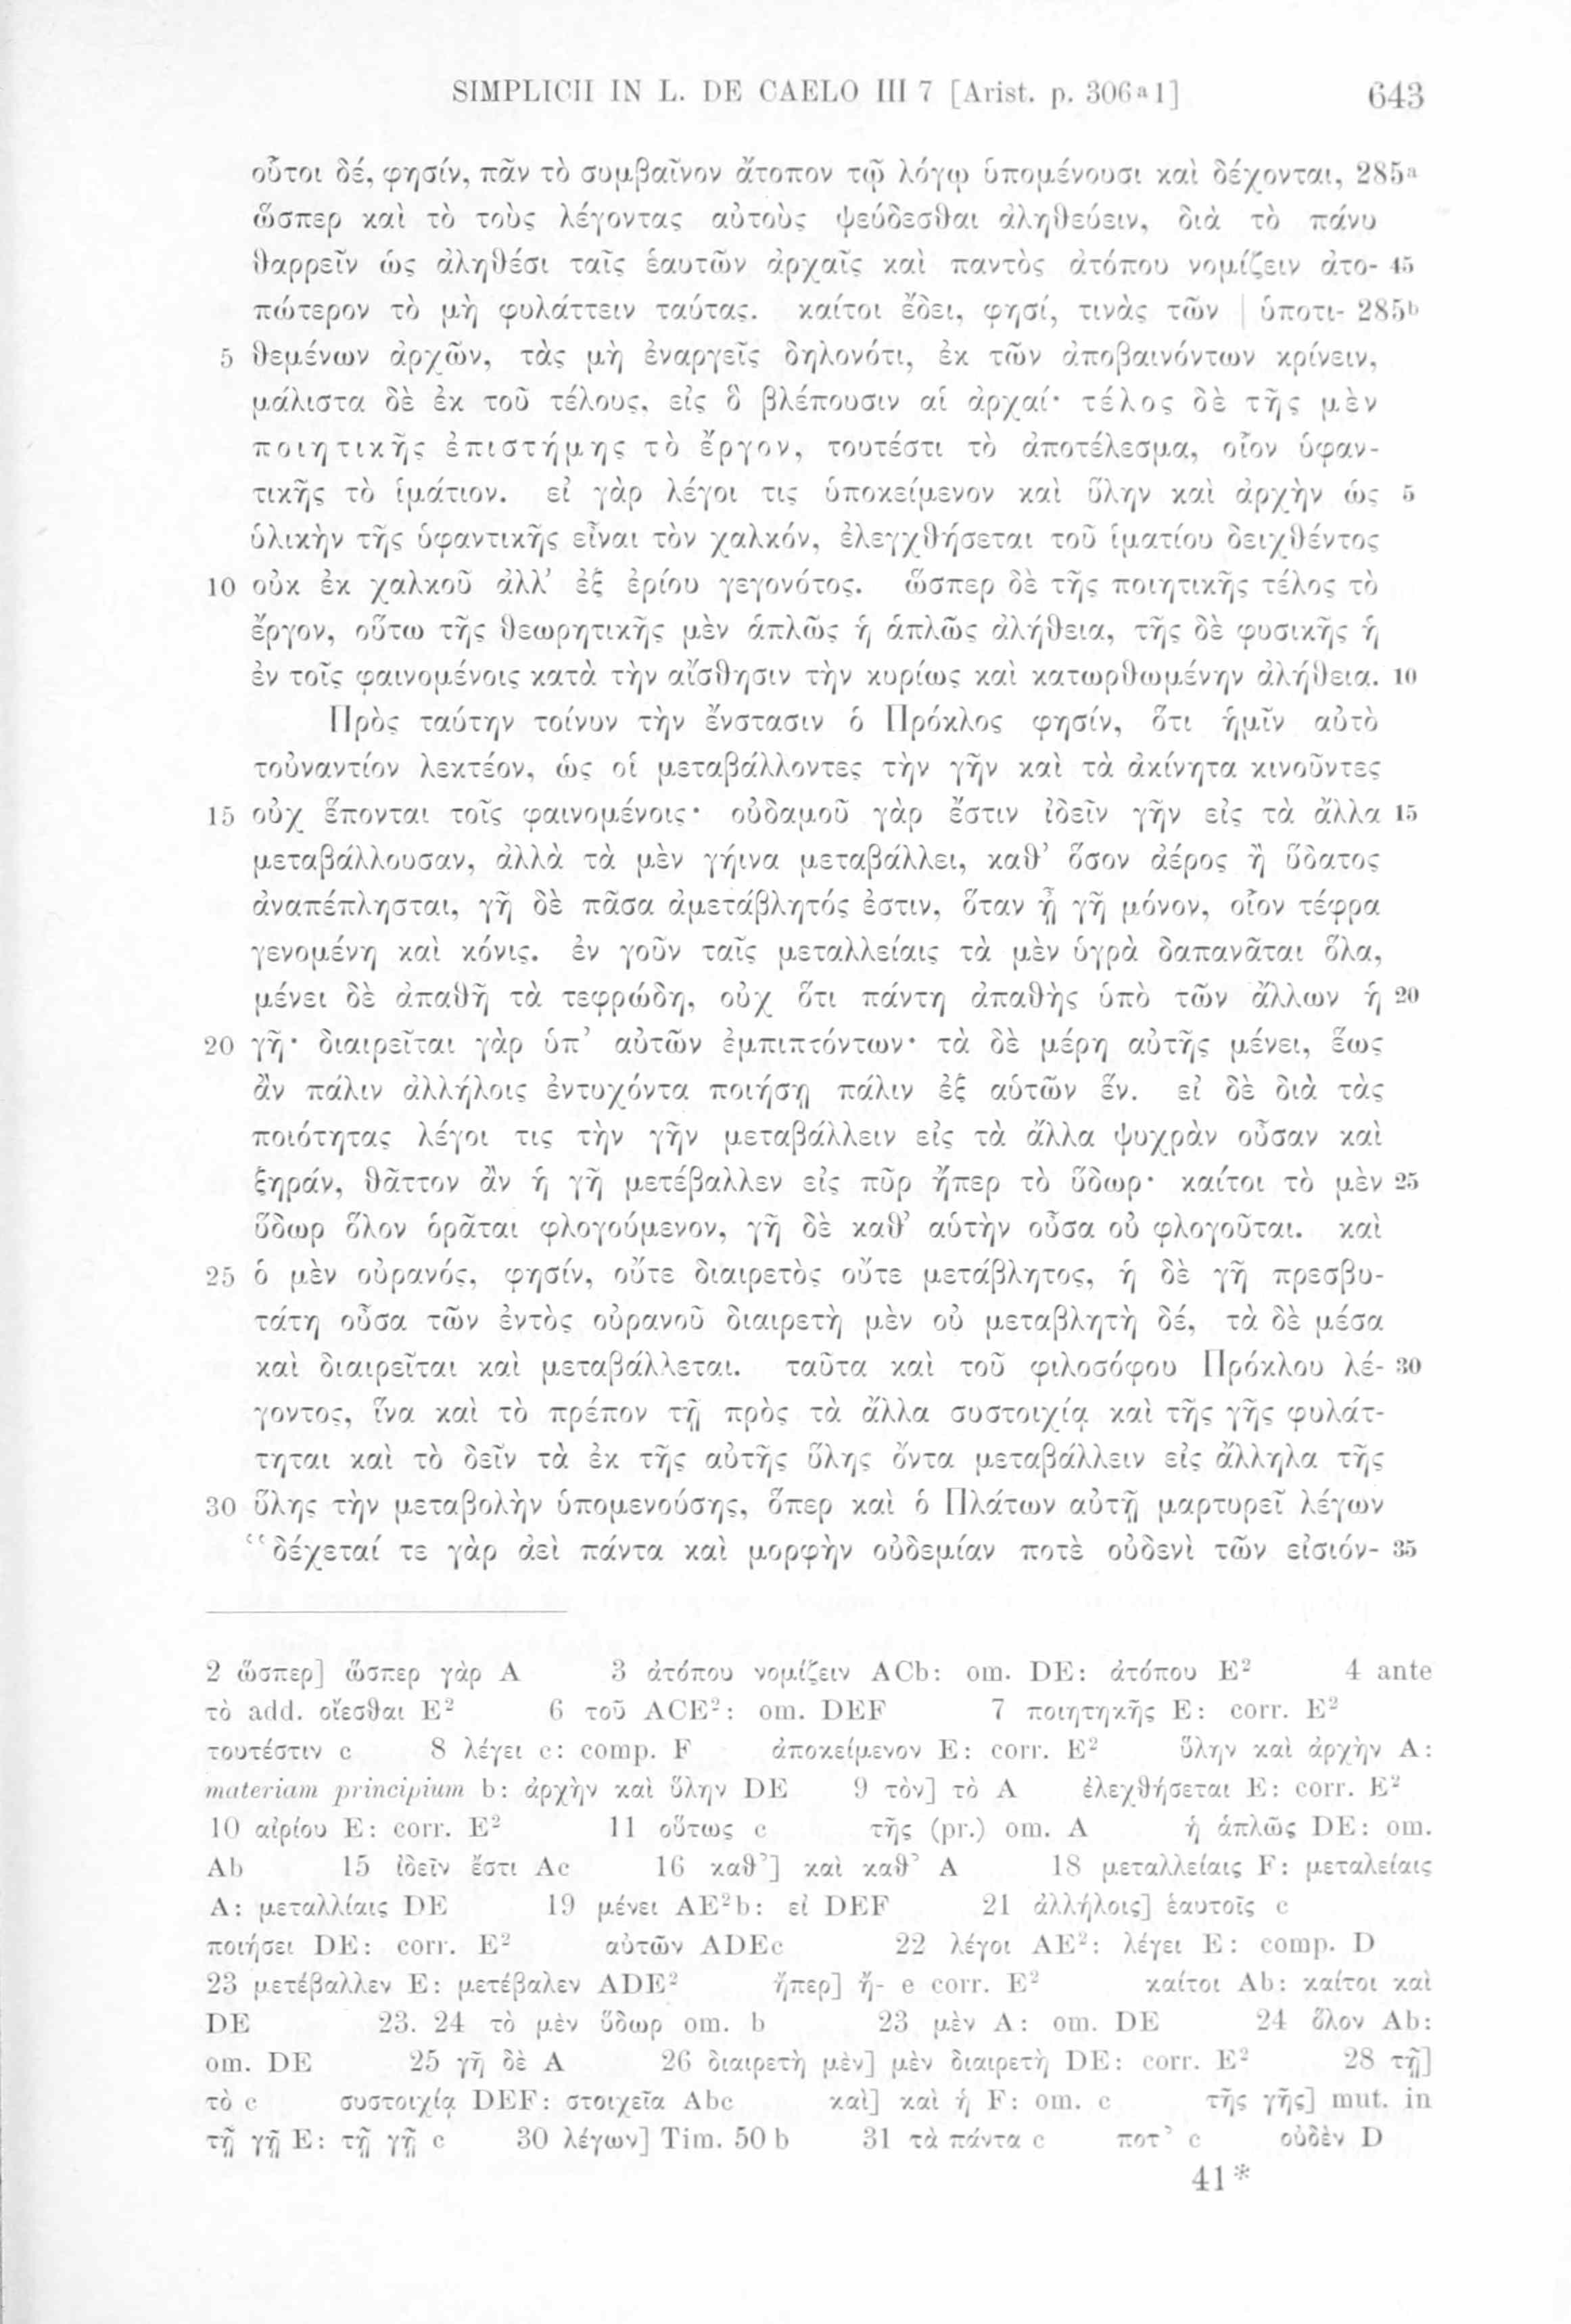 SIMPLICII IN L. DE CAELO III 7 [Arist. p. 306ᵃ1] 643
οὗτοι δέ, φησίν, πᾶν τὸ συμβαῖνον ἄτοπον τῷ λόγῳ ὑπομένουσι καὶ δέχονται, 285ᵃ
ὥσπερ καὶ τὸ τοὺς λέγοντας αὐτοὺς ψεύδεσθαι ἀληθεύειν, διὰ τὸ πάνυ
θαρρεῖν ὡς ἀληθέσι ταῖς ἑαυτῶν ἀρχαῖς καὶ παντὸς ἀτόπου νομίζειν ἀτο- 45
πώτερον τὸ μὴ φυλάττειν ταύτας. καίτοι ἔδει, φησί, τινὰς τῶν | ὑποτι- 285ᵇ
5 θεμένων ἀρχῶν, τὰς μὴ ἐναργεῖς δηλονότι, ἐκ τῶν ἀποβαινόντων κρίνειν,
μάλιστα δὲ ἐκ τοῦ τέλους, εἰς ὃ βλέπουσιν αἱ ἀρχαί· τέλος δὲ τῆς μὲν
ποιητικῆς ἐπιστήμης τὸ ἔργον, τουτέστι τὸ ἀποτέλεσμα, οἷον ὑφαν-
τικῆς τὸ ἱμάτιον. εἰ γὰρ λέγοι τις ὑποκείμενον καὶ ὕλην καὶ ἀρχὴν ὡς 5
ὑλικὴν τῆς ὑφαντικῆς εἶναι τὸν χαλκόν, ἐλεγχθήσεται τοῦ ἱματίου δειχθέντος
10 οὐκ ἐκ χαλκοῦ ἀλλ’ ἐξ ἐρίου γεγονότος. ὥσπερ δὲ τῆς ποιητικῆς τέλος τὸ
ἔργον, οὕτω τῆς θεωρητικῆς μὲν ἁπλῶς ἡ ἁπλῶς ἀλήθεια, τῆς δὲ φυσικῆς ἡ
ἐν τοῖς φαινομένοις κατὰ τὴν αἴσθησιν τὴν κυρίως καὶ κατωρθωμένην ἀλήθεια. 10
Πρὸς ταύτην τοίνυν τὴν ἔνστασιν ὁ Πρόκλος φησίν, ὅτι ἡμῖν αὐτὸ
τοὐναντίον λεκτέον, ὡς οἱ μεταβάλλοντες τὴν γῆν καὶ τὰ ἀκίνητα κινοῦντες
15 οὐχ ἕπονται τοῖς φαινομένοις· οὐδαμοῦ γὰρ ἔστιν ἰδεῖν γῆν εἰς τὰ ἄλλα 15
μεταβάλλουσαν, ἀλλὰ τὰ μὲν γήινα μεταβάλλει, καθ’ ὅσον ἀέρος ἢ ὕδατος
ἀναπέπλησται, γῆ δὲ πᾶσα ἀμετάβλητός ἐστιν, ὅταν ᾖ γῆ μόνον, οἷον τέφρα
γενομένη καὶ κόνις. ἐν γοῦν ταῖς μεταλλείαις τὰ μὲν ὑγρὰ δαπανᾶται ὅλα,
μένει δὲ ἀπαθῆ τὰ τεφρώδη, οὐχ ὅτι πάντη ἀπαθὴς ὑπὸ τῶν ἄλλων ἡ 20
20 γῆ· διαιρεῖται γὰρ ὑπ’ αὐτῶν ἐμπιπτόντων· τὰ δὲ μέρη αὐτῆς μένει, ἕως
ἂν πάλιν ἀλλήλοις ἐντυχόντα ποιήσῃ πάλιν ἐξ αὑτῶν ἕν. εἰ δὲ διὰ τὰς
ποιότητας λέγοι τις τὴν γῆν μεταβάλλειν εἰς τὰ ἄλλα ψυχρὰν οὖσαν καὶ
ξηράν, θᾶττον ἂν ἡ γῆ μετέβαλλεν εἰς πῦρ ἤπερ τὸ ὕδωρ· καίτοι τὸ μὲν 25
ὕδωρ ὅλον ὁρᾶται φλογούμενον, γῆ δὲ καθ’ αὑτὴν οὖσα οὐ φλογοῦται. καὶ
25 ὁ μὲν οὐρανός, φησίν, οὔτε διαιρετὸς οὔτε μετάβλητος, ἡ δὲ γῆ πρεσβυ-
τάτη οὖσα τῶν ἐντὸς οὐρανοῦ διαιρετὴ μὲν οὐ μεταβλητὴ δέ, τὰ δὲ μέσα
καὶ διαιρεῖται καὶ μεταβάλλεται. ταῦτα καὶ τοῦ φιλοσόφου Πρόκλου λέ- 30
γοντος, ἵνα καὶ τὸ πρέπον τῇ πρὸς τὰ ἄλλα συστοιχίᾳ καὶ τῆς γῆς φυλάτ-
τηται καὶ τὸ δεῖν τὰ ἐκ τῆς αὐτῆς ὕλης ὄντα μεταβάλλειν εἰς ἄλληλα τῆς
30 ὕλης τὴν μεταβολὴν ὑπομενούσης, ὅπερ καὶ ὁ Πλάτων αὐτῇ μαρτυρεῖ λέγων
“δέχεταί τε γὰρ ἀεὶ πάντα καὶ μορφὴν οὐδεμίαν ποτὲ οὐδενὶ τῶν εἰσιόν- 35
2 ὥσπερ] ὥσπερ γὰρ A 3 ἀτόπου νομίζειν ACb: om. DE: ἀτόπου E² 4 ante
τὸ add. οἴεσθαι E² 6 τοῦ ACE²: om. DEF 7 ποιητηκῆς E: corr. E²
τουτέστιν c 8 λέγει c: comp. F ἀποκείμενον E: corr. E² ὕλην καὶ ἀρχὴν A:
materiam principium b: ἀρχὴν καὶ ὕλην DE 9 τὸν] τὸ A ἐλεχθήσεται E: corr. E²
10 αἰρίου E: corr. E² 11 οὕτως c τῆς (pr.) om. A ἡ ἁπλῶς DE: om.
Ab 15 ἰδεῖν ἔστι Ac 16 καθ’] καὶ καθ’ A 18 μεταλλείαις F: μεταλείαις
A: μεταλλίαις DE 19 μένει AE²b: εἰ DEF 21 ἀλλήλοις] ἑαυτοῖς c
ποιήσει DE: corr. E² αὐτῶν ADEc 22 λέγοι AE²: λέγει E: comp. D
23 μετέβαλλεν E: μετέβαλεν ADE² ἤπερ] ἤ- e corr. E² καίτοι Ab: καίτοι καὶ
DE 23. 24 τὸ μὲν ὕδωρ om. b 23 μὲν A: om. DE 24 ὅλον Ab:
om. DE 25 γῆ δὲ A 26 διαιρετὴ μὲν] μὲν διαιρετὴ DE: corr. E² 28 τῇ]
τὸ c συστοιχίᾳ DEF: στοιχεῖα Abc καὶ] καὶ ἡ F: om. c τῆς γῆς] mut. in
τῇ γῇ E: τῇ γῇ c 30 λέγων] Tim. 50 b 31 τὰ πάντα c ποτ’ c οὐδὲν D
41*